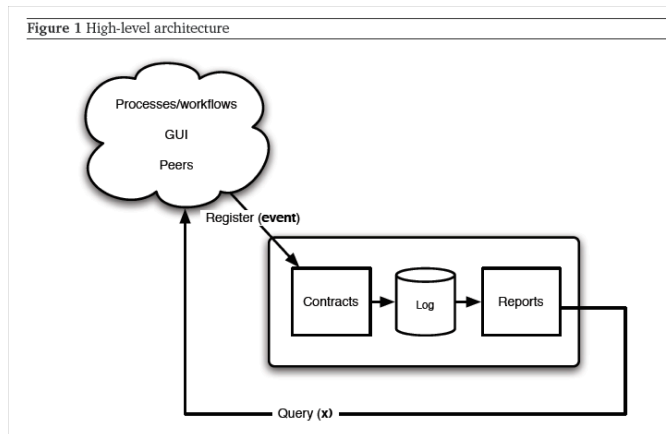 Figure 1 High-level architecture
Processes/workflows
GUI
Peers
Register (event)
Contracts
Log
Reports
Query (x)